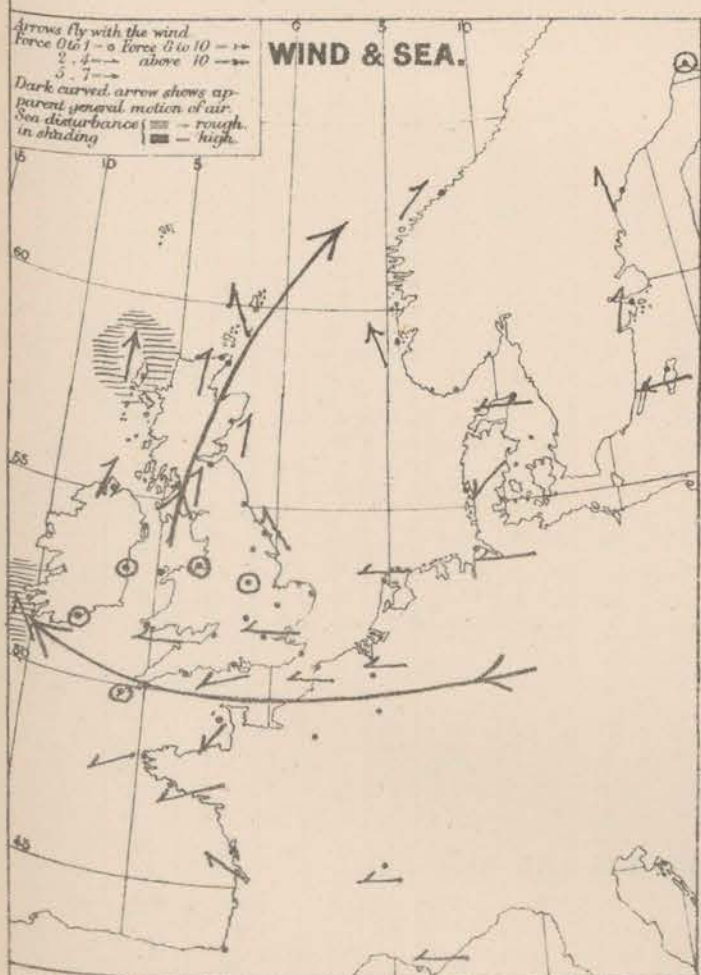 Arrows fly with the wind
Force 0 to 1 - o Force 8 to 10 -
2 . 4 - above 10 -
5 . 7 -
Dark curved arrow shows ap-
parent general motion of air.
Sea disturbance { - rough.
in shading - high.
WIND & SEA.
15
10
5
0
5
10
60
55
50
45
5
10